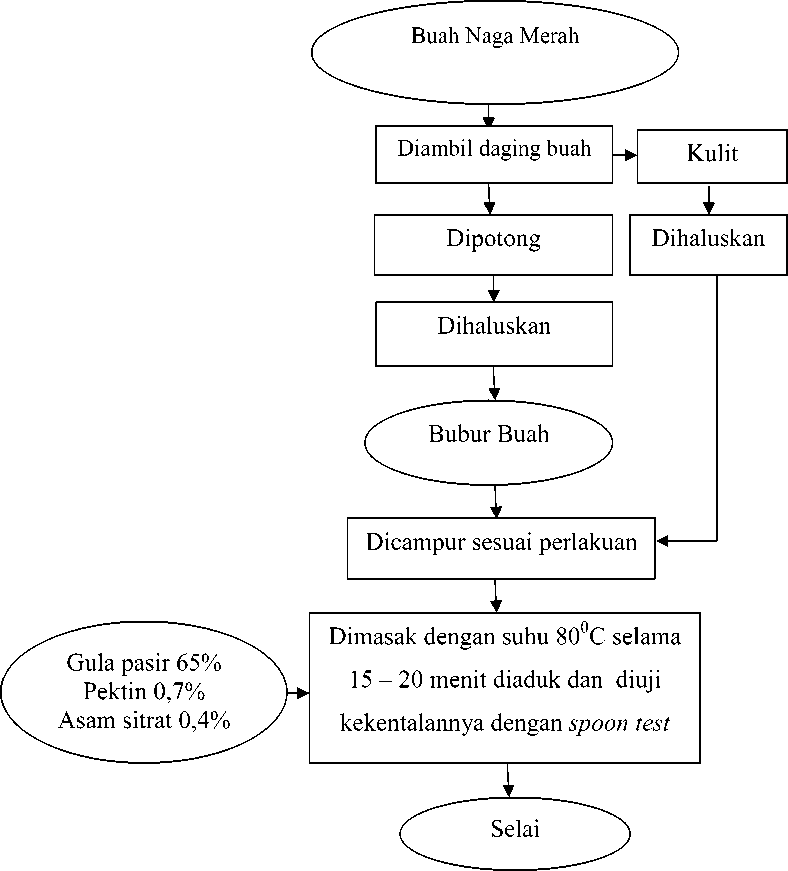 Buah Naga Merah
Diambil daging buah
Kulit
Dipotong
Dihaluskan
Dihaluskan
Bubur Buah
Dicampur sesuai perlakuan
Gula pasir 65%
Pektin 0,7%
Asam sitrat 0,4%
Dimasak dengan suhu 80⁰C selama
15 – 20 menit diaduk dan diuji
kekentalannya dengan spoon test
Selai